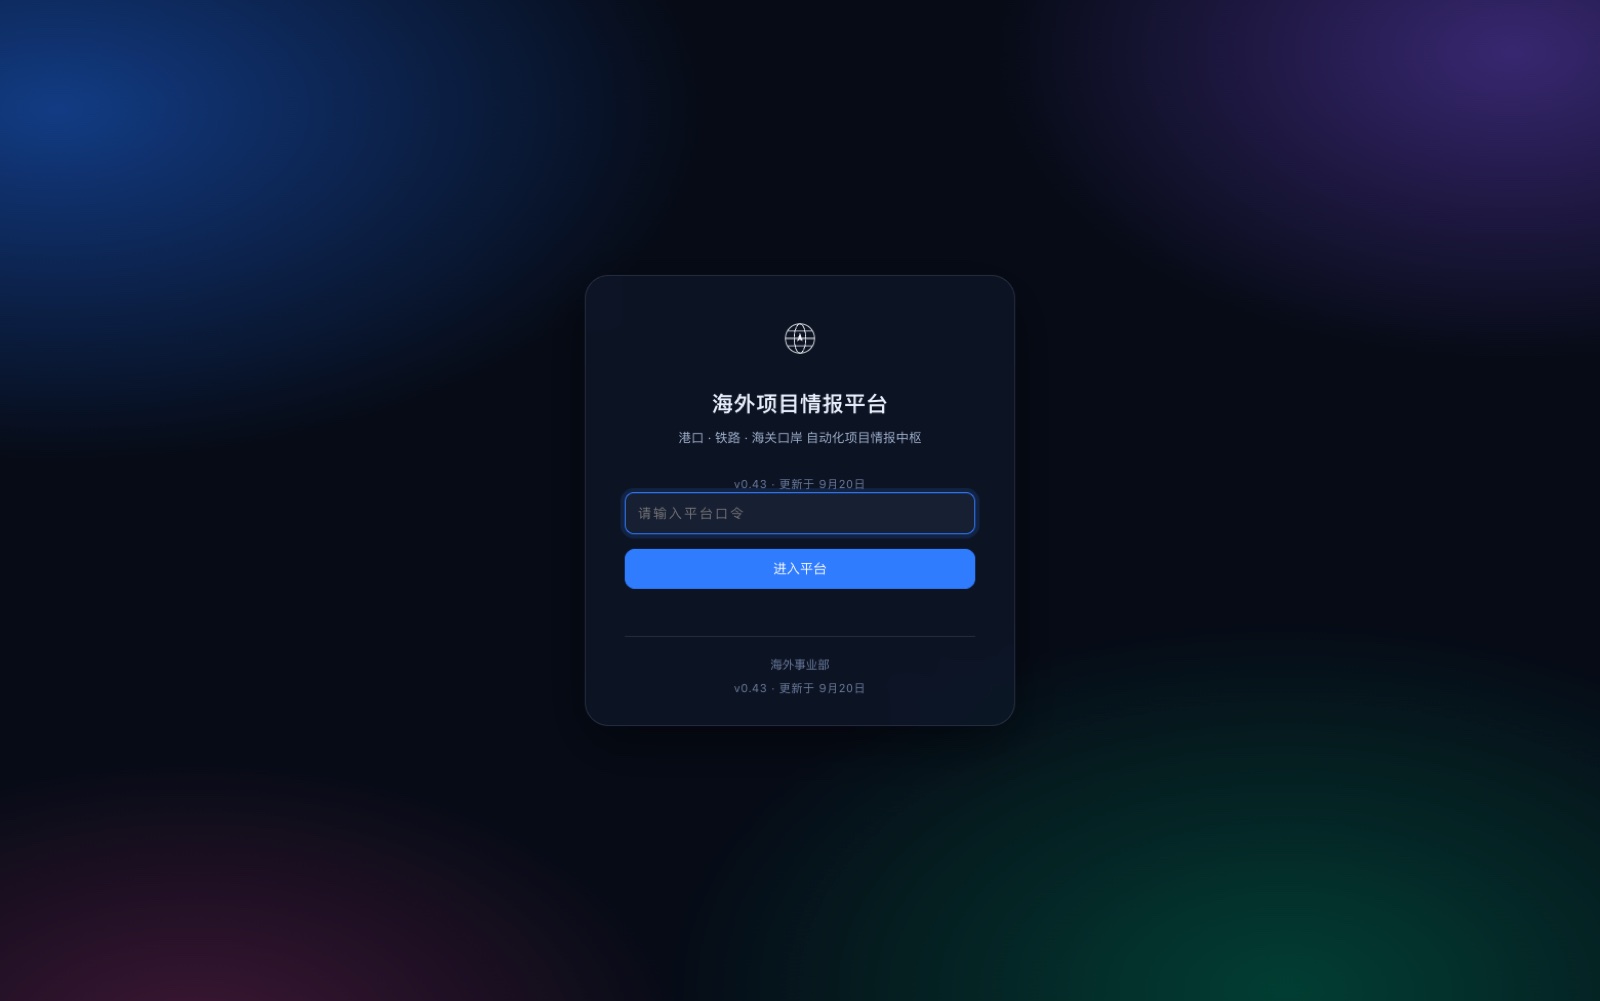 海外项目情报平台
港口 · 铁路 · 海关口岸 自动化项目情报中枢
v0.43 · 更新于 9月20日
请输入平台口令
进入平台
海外事业部
v0.43 · 更新于 9月20日